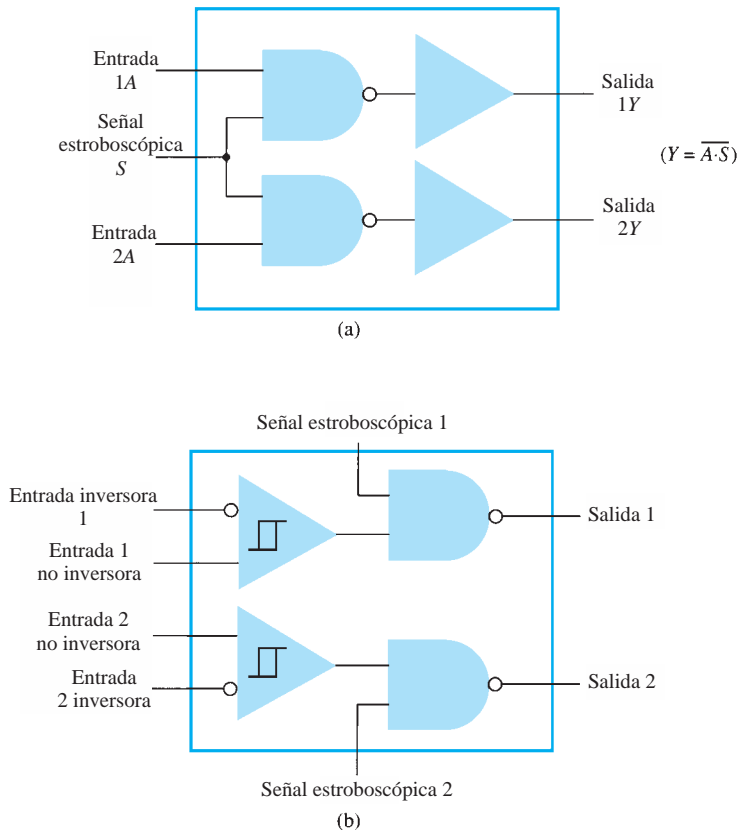 Entrada
1A
Señal
estroboscópica
S
Entrada
2A
Salida
1Y
(Y = \overline{A·S})
Salida
2Y
(a)
Señal estroboscópica 1
Entrada inversora
1
Entrada 1
no inversora
Entrada 2
no inversora
Entrada
2 inversora
Salida 1
Salida 2
Señal estroboscópica 2
(b)